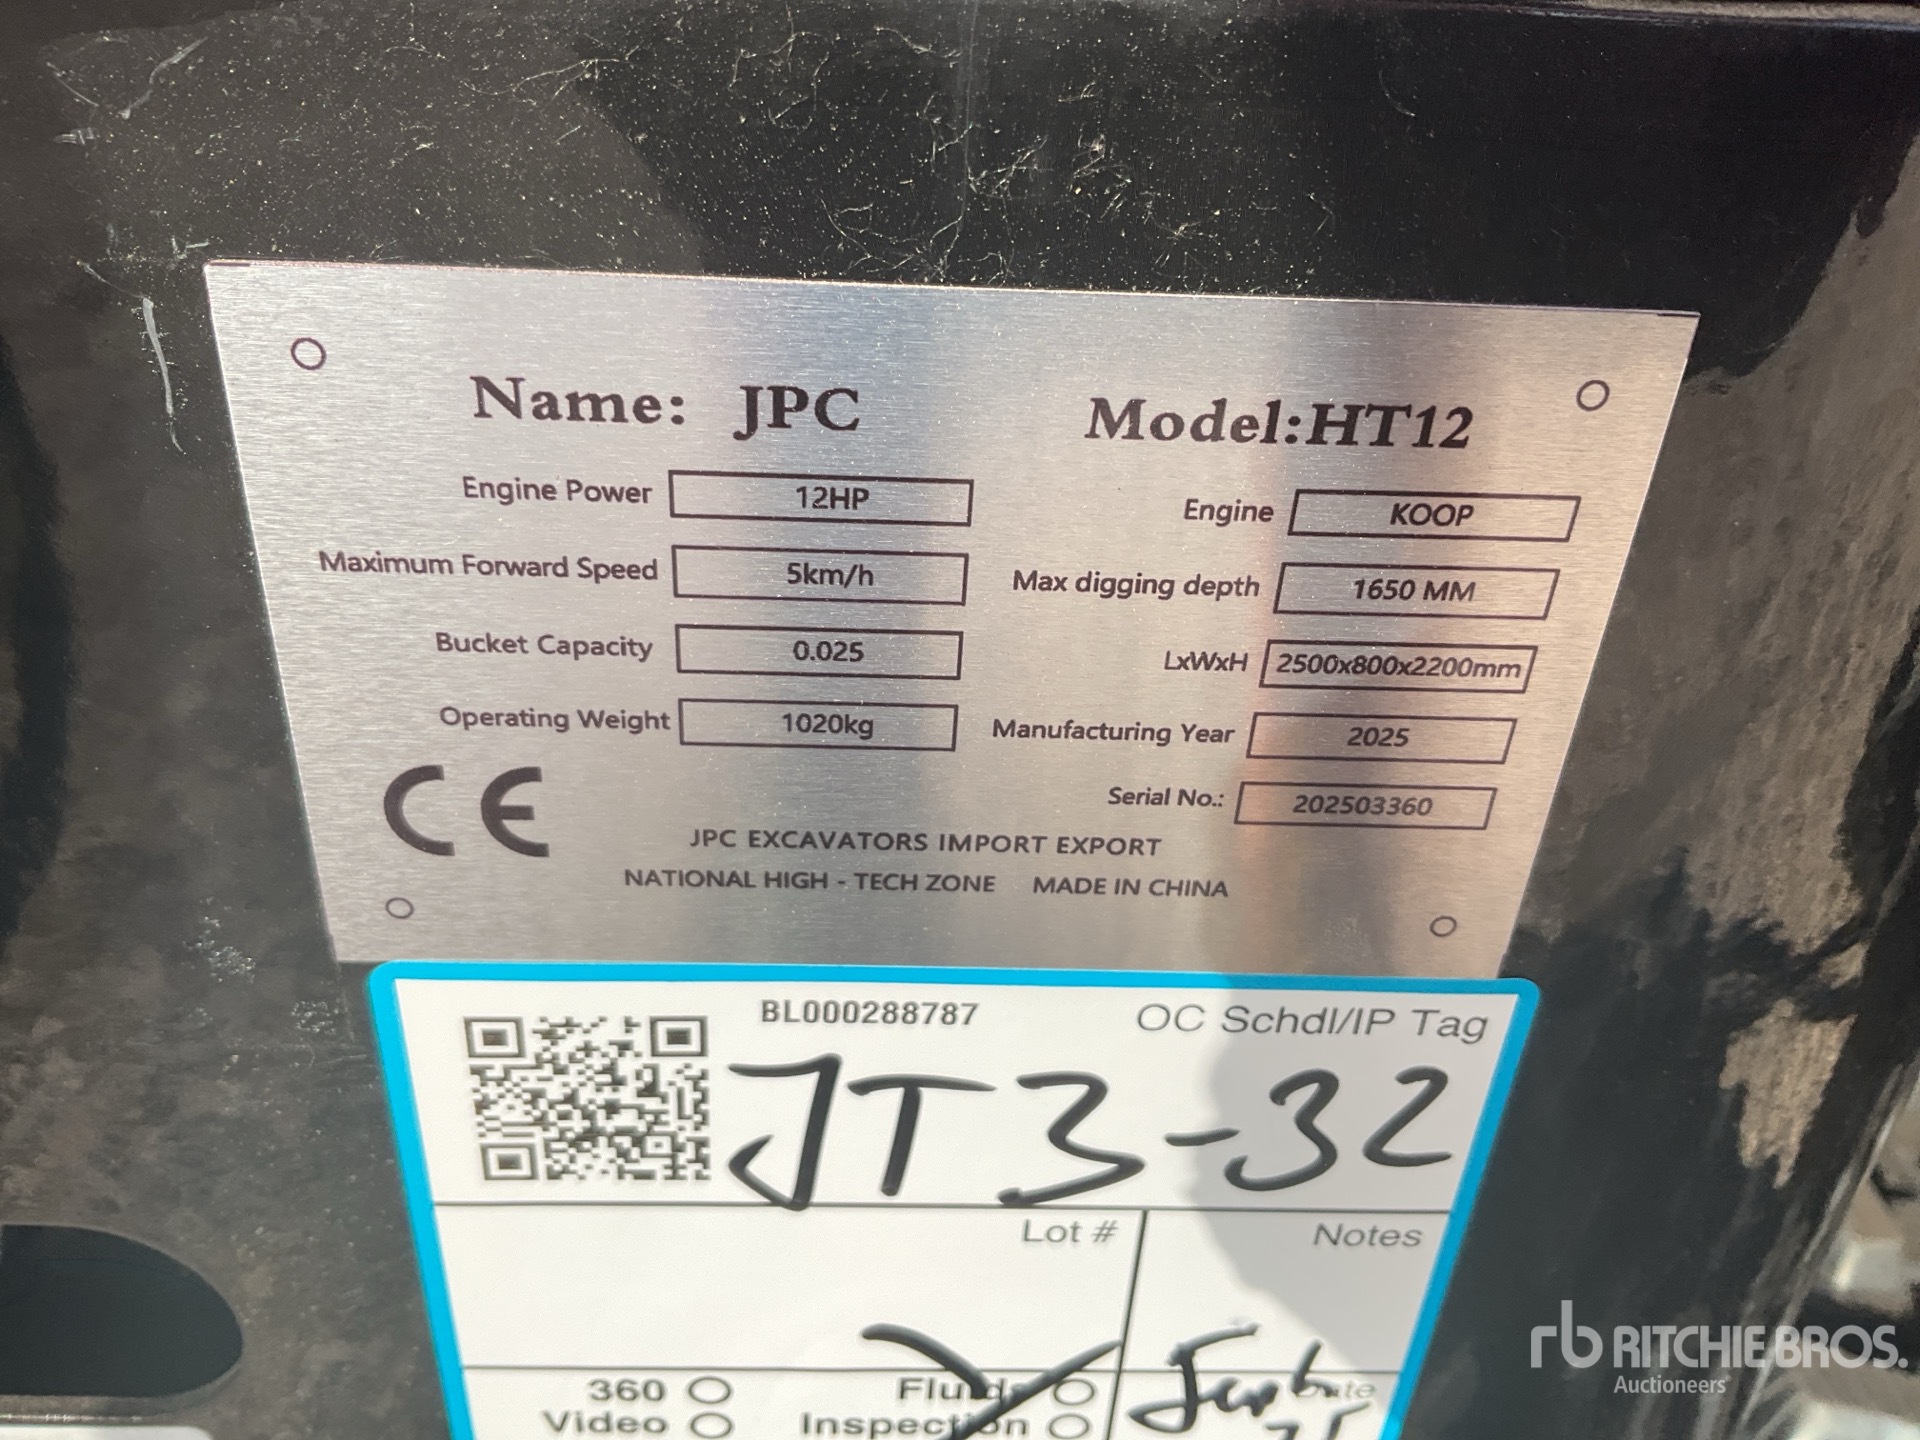 Name: JPC
Model:HT12
Engine Power 12HP
Engine KOOP
Maximum Forward Speed 5km/h
Max digging depth 1650 MM
Bucket Capacity 0.025
LxWxH 2500x800x2200mm
Operating Weight 1020kg
Manufacturing Year 2025
Serial No.: 202503360
CE
JPC EXCAVATORS IMPORT EXPORT
NATIONAL HIGH - TECH ZONE MADE IN CHINA
BL000288787
OC Schdl/IP Tag
JT3-32
Lot #
Notes
360
Fluids
Video
Inspection
rb RITCHIE BROS.
Auctioneers